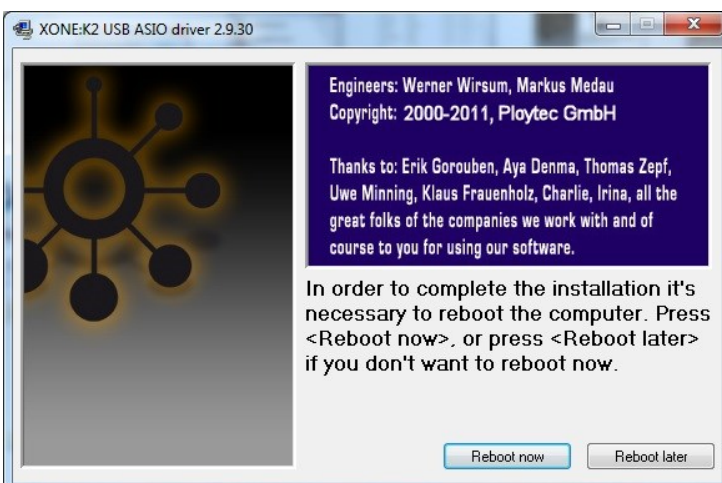 XONE:K2 USB ASIO driver 2.9.30
Engineers: Werner Wirsum, Markus Medau
Copyright: 2000-2011, Ploytec GmbH
Thanks to: Erik Gorouben, Aya Denma, Thomas Zepf,
Uwe Minning, Klaus Frauenholz, Charlie, Irina, all the
great folks of the companies we work with and of
course to you for using our software.
In order to complete the installation it's
necessary to reboot the computer. Press
<Reboot now>, or press <Reboot later>
if you don't want to reboot now.
Reboot now
Reboot later